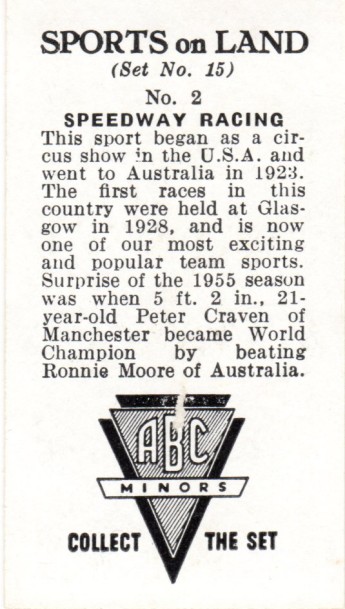 SPORTS on LAND
(Set No. 15)
No. 2
SPEEDWAY RACING
This sport began as a cir-
cus show in the U.S.A. and
went to Australia in 1923.
The first races in this
country were held at Glas-
gow in 1928, and is now
one of our most exciting
and popular team sports.
Surprise of the 1955 season
was when 5 ft. 2 in., 21-
year-old Peter Craven of
Manchester became World
Champion by beating
Ronnie Moore of Australia.
ABC
MINORS
COLLECT THE SET